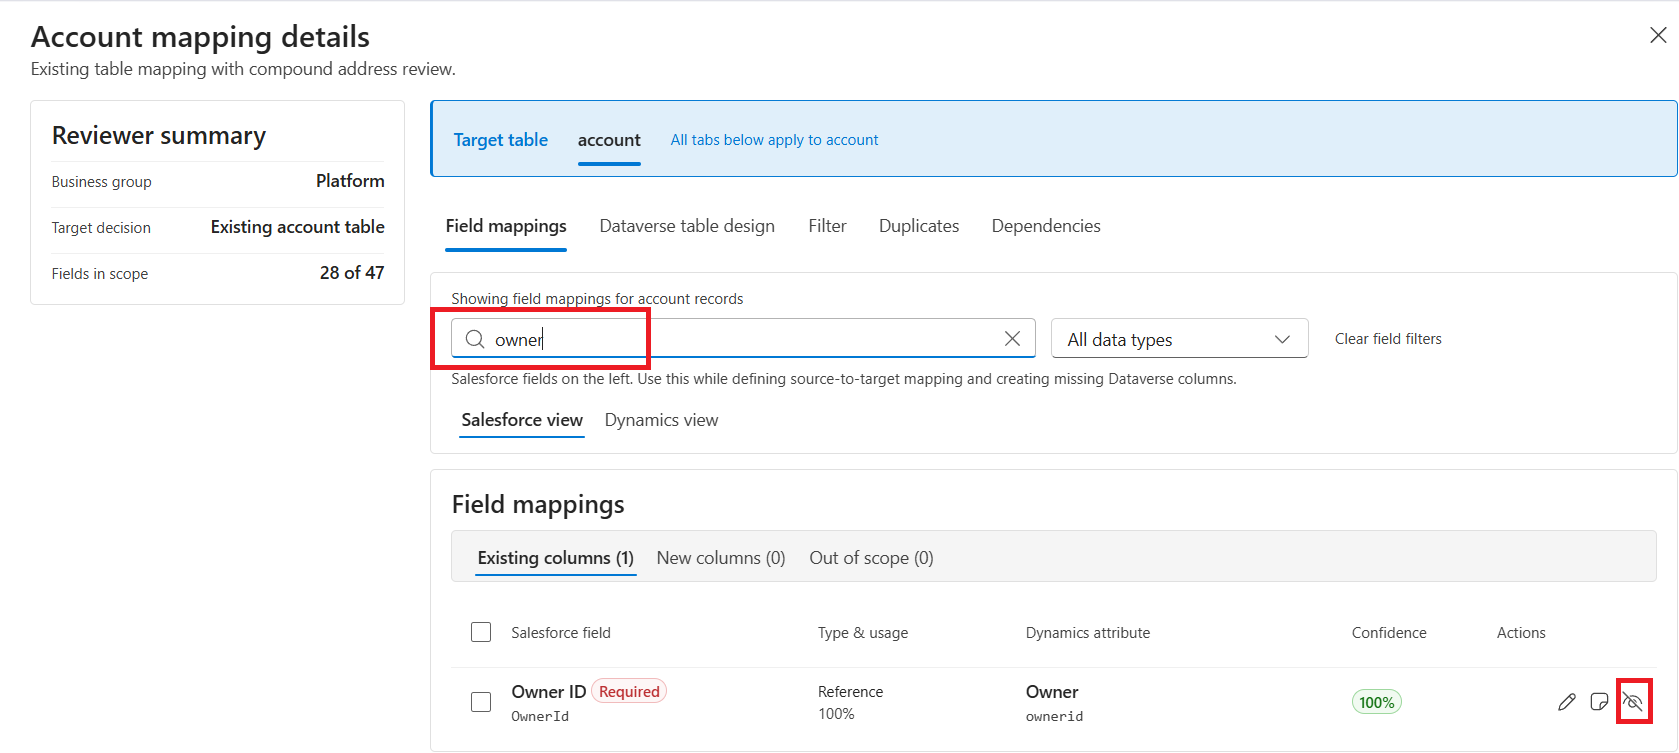 Account mapping details
Existing table mapping with compound address review.
Reviewer summary
Business group Platform
Target decision Existing account table
Fields in scope 28 of 47
Target table account All tabs below apply to account
Field mappings Dataverse table design Filter Duplicates Dependencies
Showing field mappings for account records
owner All data types Clear field filters
Salesforce fields on the left. Use this while defining source-to-target mapping and creating missing Dataverse columns.
Salesforce view Dynamics view
Field mappings
Existing columns (1) New columns (0) Out of scope (0)
Salesforce field Type & usage Dynamics attribute Confidence Actions
Owner ID Required Reference Owner 100%
OwnerId 100% ownerid